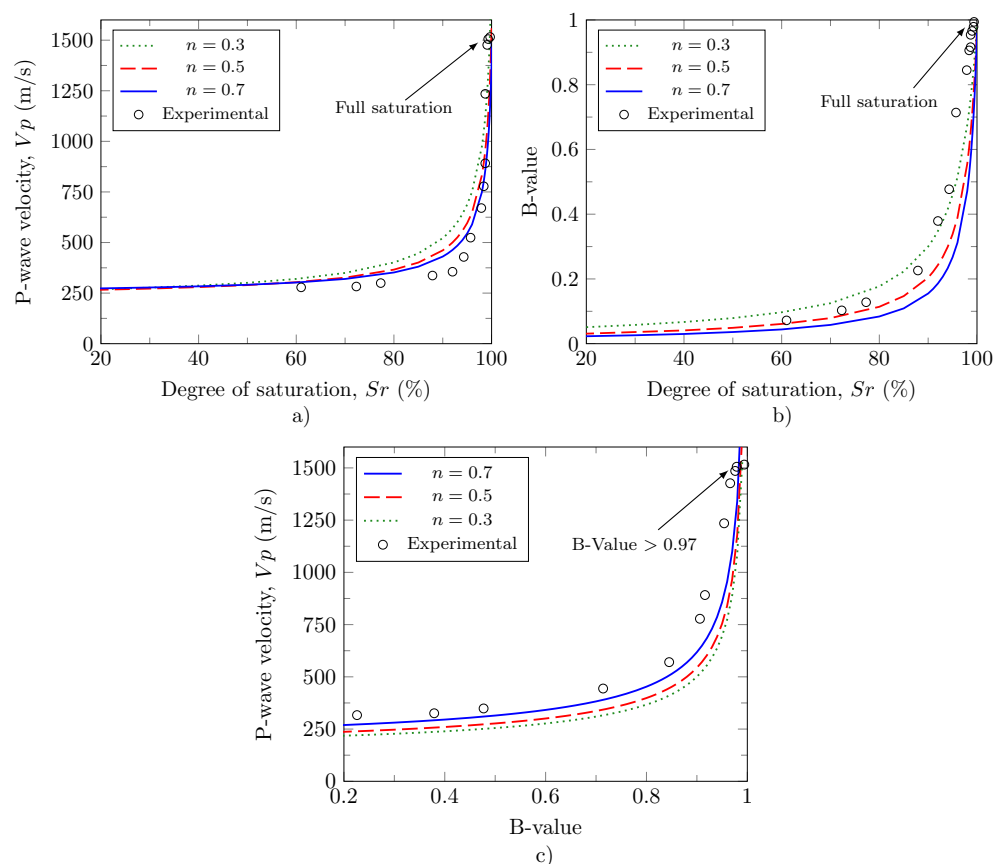 1500
1250
1000
750
500
250
0
P-wave velocity, Vp (m/s)
n = 0.3
n = 0.5
n = 0.7
Experimental
Full saturation
20
40
60
80
100
Degree of saturation, Sr (%)
a)
1
0.8
0.6
0.4
0.2
0
B-value
n = 0.3
n = 0.5
n = 0.7
Experimental
Full saturation
20
40
60
80
100
Degree of saturation, Sr (%)
b)
1500
1250
1000
750
500
250
0
P-wave velocity, Vp (m/s)
n = 0.7
n = 0.5
n = 0.3
Experimental
B-Value > 0.97
0.2
0.4
0.6
0.8
1
B-value
c)